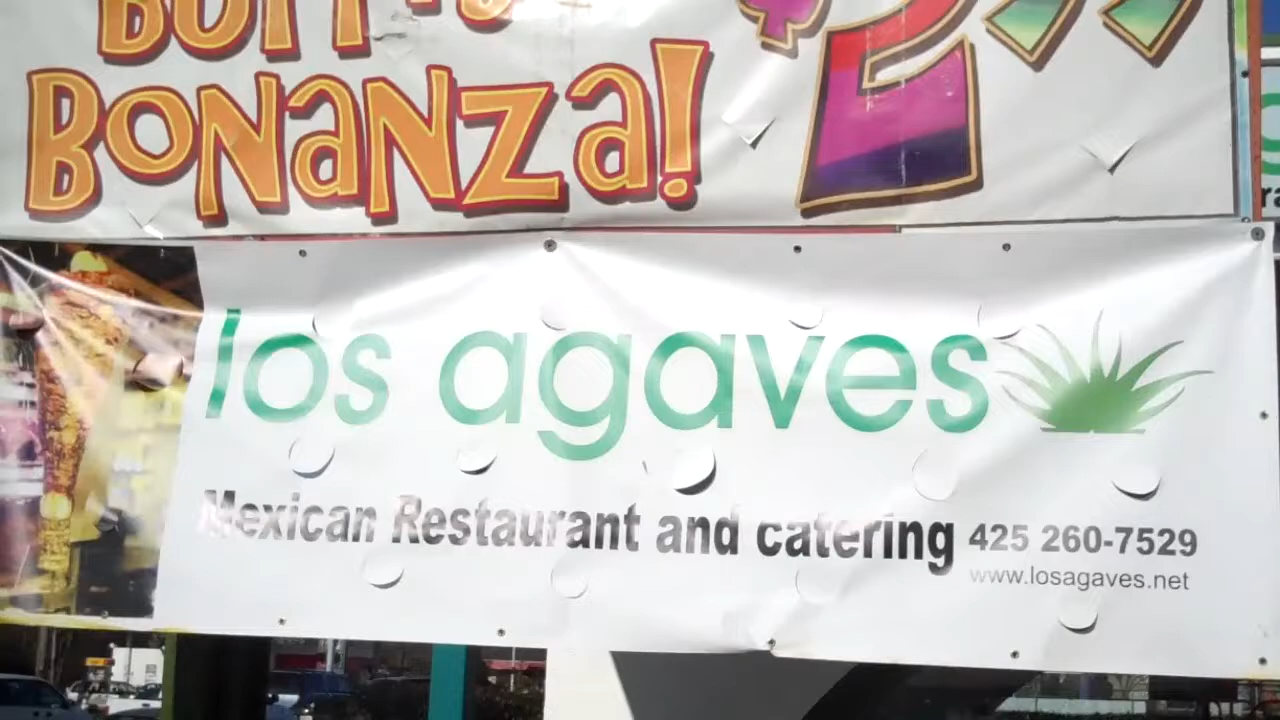 BONaNZa!
los agaves
Mexican Restaurant and catering
425 260-7529
www.losagaves.net